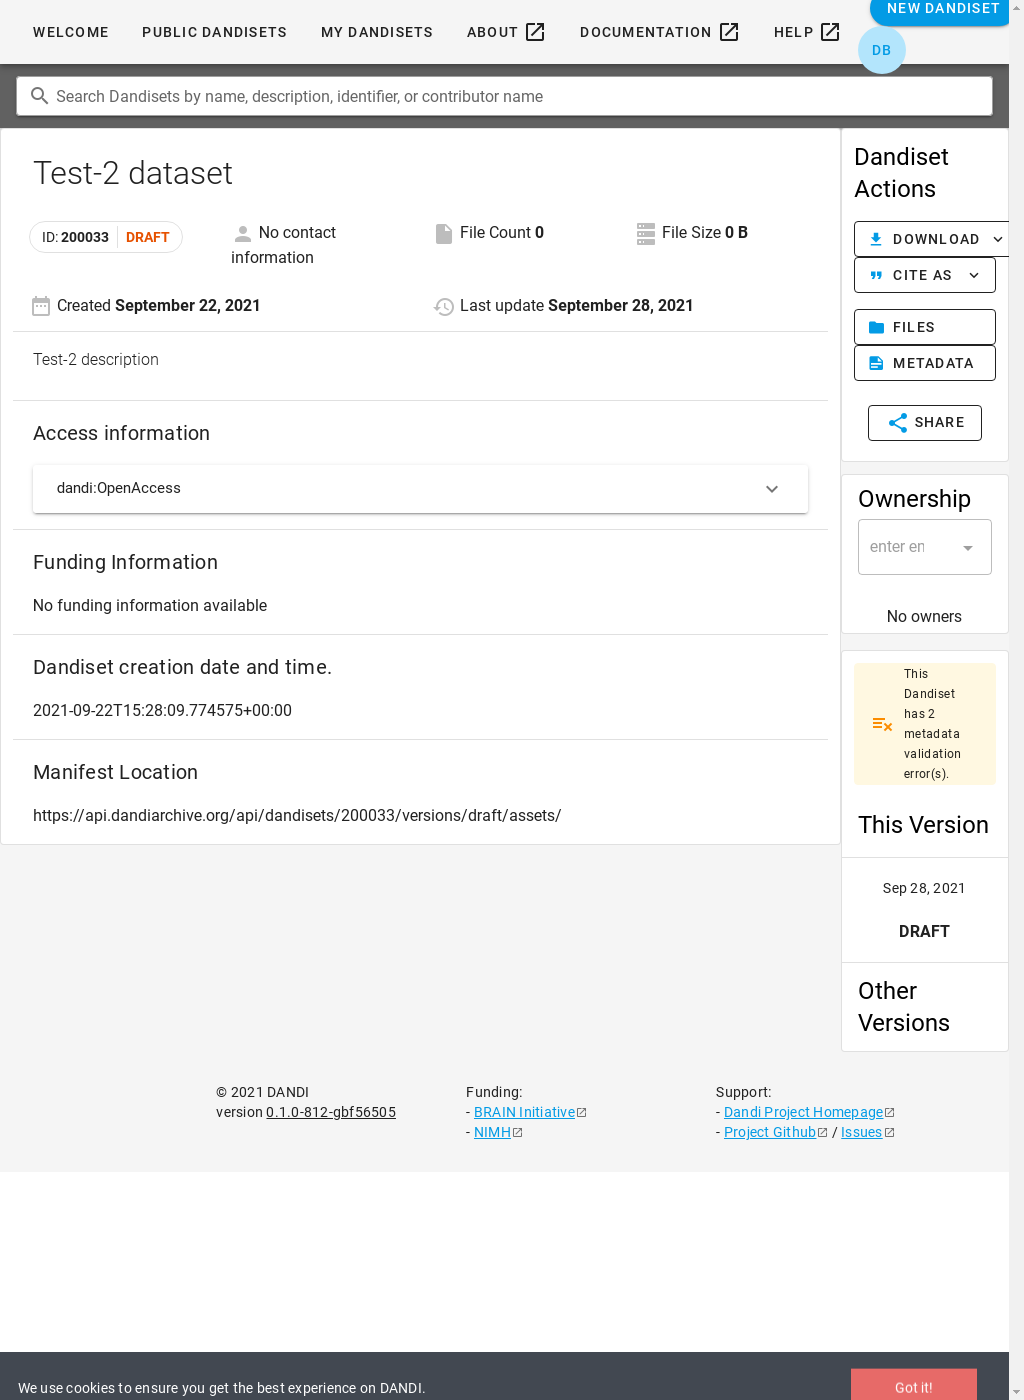 WELCOME PUBLIC DANDISETS MY DANDISETS ABOUT DOCUMENTATION HELP NEW DANDISET
DB
Search Dandisets by name, description, identifier, or contributor name
Test-2 dataset
ID: 200033 DRAFT
No contact
information
File Count 0
File Size 0 B
Created September 22, 2021
Last update September 28, 2021
Test-2 description
Access information
dandi:OpenAccess
Funding Information
No funding information available
Dandiset creation date and time.
2021-09-22T15:28:09.774575+00:00
Manifest Location
https://api.dandiarchive.org/api/dandisets/200033/versions/draft/assets/
Dandiset
Actions
DOWNLOAD
CITE AS
FILES
METADATA
SHARE
Ownership
enter en
No owners
This
Dandiset
has 2
metadata
validation
error(s).
This Version
Sep 28, 2021
DRAFT
Other
Versions
© 2021 DANDI
version 0.1.0-812-gbf56505
Funding:
- BRAIN Initiative
- NIMH
Support:
- Dandi Project Homepage
- Project Github / Issues
We use cookies to ensure you get the best experience on DANDI.
Got it!